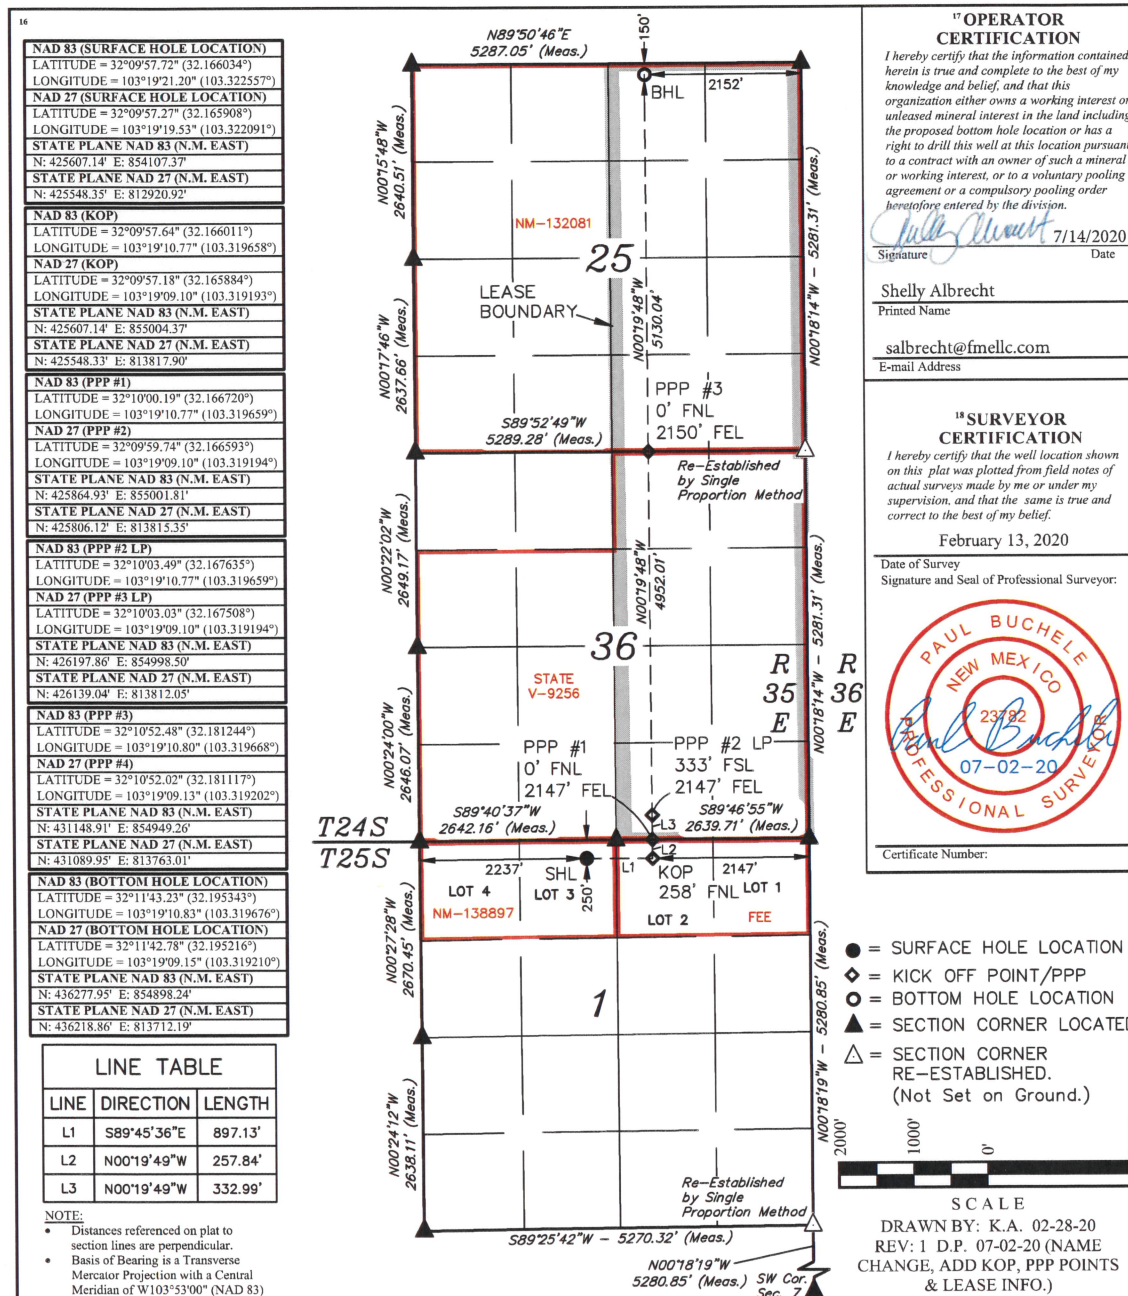 16
NAD 83 (SURFACE HOLE LOCATION)
LATITUDE = 32°09'57.72" (32.166034°)
LONGITUDE = 103°19'21.20" (103.322557°)
NAD 27 (SURFACE HOLE LOCATION)
LATITUDE = 32°09'57.27" (32.165908°)
LONGITUDE = 103°19'19.53" (103.322091°)
STATE PLANE NAD 83 (N.M. EAST)
N: 425607.14' E: 854107.37'
STATE PLANE NAD 27 (N.M. EAST)
N: 425548.35' E: 812920.92'
NAD 83 (KOP)
LATITUDE = 32°09'57.64" (32.166011°)
LONGITUDE = 103°19'10.77" (103.319658°)
NAD 27 (KOP)
LATITUDE = 32°09'57.18" (32.165884°)
LONGITUDE = 103°19'09.10" (103.319193°)
STATE PLANE NAD 83 (N.M. EAST)
N: 425607.14' E: 855004.37'
STATE PLANE NAD 27 (N.M. EAST)
N: 425548.33' E: 813817.90'
NAD 83 (PPP #1)
LATITUDE = 32°10'00.19" (32.166720°)
LONGITUDE = 103°19'10.77" (103.319659°)
NAD 27 (PPP #2)
LATITUDE = 32°09'59.74" (32.166593°)
LONGITUDE = 103°19'09.10" (103.319194°)
STATE PLANE NAD 83 (N.M. EAST)
N: 425864.93' E: 855001.81'
STATE PLANE NAD 27 (N.M. EAST)
N: 425806.12' E: 813815.35'
NAD 83 (PPP #2 LP)
LATITUDE = 32°10'03.49" (32.167635°)
LONGITUDE = 103°19'10.77" (103.319659°)
NAD 27 (PPP #3 LP)
LATITUDE = 32°10'03.03" (32.167508°)
LONGITUDE = 103°19'09.10" (103.319194°)
STATE PLANE NAD 83 (N.M. EAST)
N: 426197.86' E: 854998.50'
STATE PLANE NAD 27 (N.M. EAST)
N: 426139.04' E: 813812.05'
NAD 83 (PPP #3)
LATITUDE = 32°10'52.48" (32.181244°)
LONGITUDE = 103°19'10.80" (103.319668°)
NAD 27 (PPP #4)
LATITUDE = 32°10'52.02" (32.181117°)
LONGITUDE = 103°19'09.13" (103.319202°)
STATE PLANE NAD 83 (N.M. EAST)
N: 431148.91' E: 854949.26'
STATE PLANE NAD 27 (N.M. EAST)
N: 431089.95' E: 813763.01'
NAD 83 (BOTTOM HOLE LOCATION)
LATITUDE = 32°11'43.23" (32.195343°)
LONGITUDE = 103°19'10.83" (103.319676°)
NAD 27 (BOTTOM HOLE LOCATION)
LATITUDE = 32°11'42.78" (32.195216°)
LONGITUDE = 103°19'09.15" (103.319210°)
STATE PLANE NAD 83 (N.M. EAST)
N: 436277.95' E: 854898.24'
STATE PLANE NAD 27 (N.M. EAST)
N: 436218.86' E: 813712.19'
LINE TABLE
LINE DIRECTION LENGTH
L1 S89°45'36"E 897.13'
L2 N00°19'49"W 257.84'
L3 N00°19'49"W 332.99'
NOTE:
• Distances referenced on plat to
section lines are perpendicular.
• Basis of Bearing is a Transverse
Mercator Projection with a Central
Meridian of W103°53'00" (NAD 83)
N89°50'46"E
5287.05' (Meas.)
150'
2152'
BHL
N00°15'48"W
2640.51' (Meas.)
NM-132081
25
LEASE
BOUNDARY
N00°19'48"W
5130.04'
N00°18'14"W - 5281.31' (Meas.)
N00°17'46"W
2637.66' (Meas.)
PPP #3
0' FNL
2150' FEL
S89°52'49"W
5289.28' (Meas.)
Re-Established
by Single
Proportion Method
N00°22'02"W
2649.17' (Meas.)
N00°19'48"W
4952.01'
36
STATE
V-9256
R R
35 36
E E
N00°18'14"W - 5281.31' (Meas.)
N00°24'00"W
2646.07' (Meas.)
PPP #1
0' FNL
2147' FEL
PPP #2 LP
333' FSL
2147' FEL
S89°40'37"W
2642.16' (Meas.)
L3
S89°46'55"W
2639.71' (Meas.)
T24S
T25S
2237'
SHL
250'
L1
L2
KOP
258' FNL
2147'
LOT 4
LOT 3
LOT 2
LOT 1
NM-138897
FEE
N00°27'28"W
2670.45' (Meas.)
1
N00°18'19"W - 5280.85' (Meas.)
N00°24'12"W
2638.11' (Meas.)
Re-Established
by Single
Proportion Method
S89°25'42"W - 5270.32' (Meas.)
N00°18'19"W
5280.85' (Meas.)
SW Cor.
Sec. 7
17 OPERATOR
CERTIFICATION
I hereby certify that the information contained
herein is true and complete to the best of my
knowledge and belief, and that this
organization either owns a working interest or
unleased mineral interest in the land including
the proposed bottom hole location or has a
right to drill this well at this location pursuant
to a contract with an owner of such a mineral
or working interest, or to a voluntary pooling
agreement or a compulsory pooling order
heretofore entered by the division.
7/14/2020
Signature Date
Shelly Albrecht
Printed Name
salbrecht@fmellc.com
E-mail Address
18 SURVEYOR
CERTIFICATION
I hereby certify that the well location shown
on this plat was plotted from field notes of
actual surveys made by me or under my
supervision, and that the same is true and
correct to the best of my belief.
February 13, 2020
Date of Survey
Signature and Seal of Professional Surveyor:
PAUL BUCHELE
NEW MEXICO
23782
Paul Buchele
07-02-20
PROFESSIONAL SURVEYOR
Certificate Number:
= SURFACE HOLE LOCATION
= KICK OFF POINT/PPP
= BOTTOM HOLE LOCATION
= SECTION CORNER LOCATED
= SECTION CORNER
RE-ESTABLISHED.
(Not Set on Ground.)
2000' 1000' 0'
SCALE
DRAWN BY: K.A. 02-28-20
REV: 1 D.P. 07-02-20 (NAME
CHANGE, ADD KOP, PPP POINTS
& LEASE INFO.)